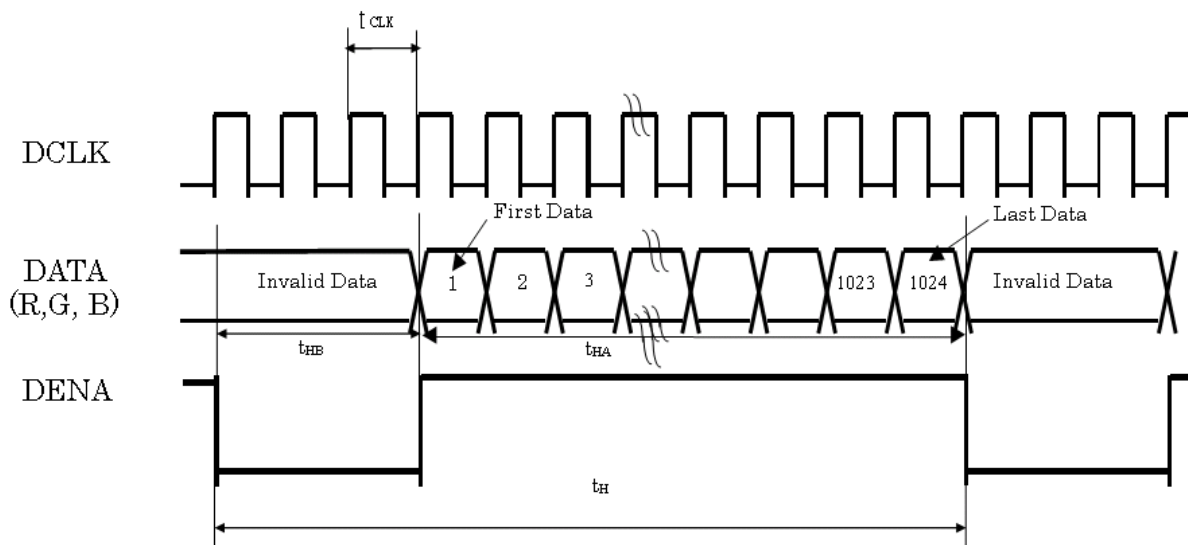 t CLK
DCLK
First Data
Last Data
DATA
(R,G, B)
Invalid Data
1
2
3
1023
1024
Invalid Data
tHB
tHA
DENA
tH